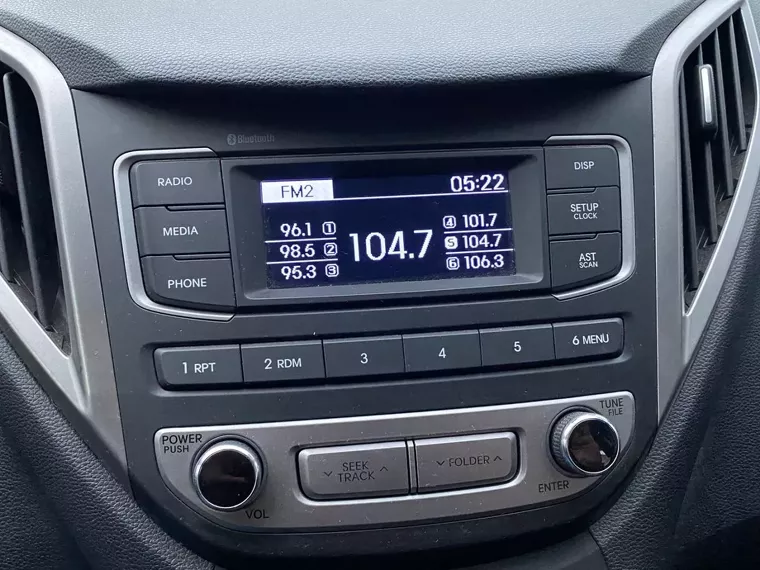 Bluetooth
RADIO
MEDIA
PHONE
FM2 05:22
96.1 1
98.5 2
95.3 3
104.7
4 101.7
5 104.7
6 106.3
DISP
SETUP
CLOCK
AST
SCAN
1 RPT 2 RDM 3 4 5 6 MENU
POWER
PUSH
VOL
SEEK
TRACK
FOLDER
TUNE
FILE
ENTER